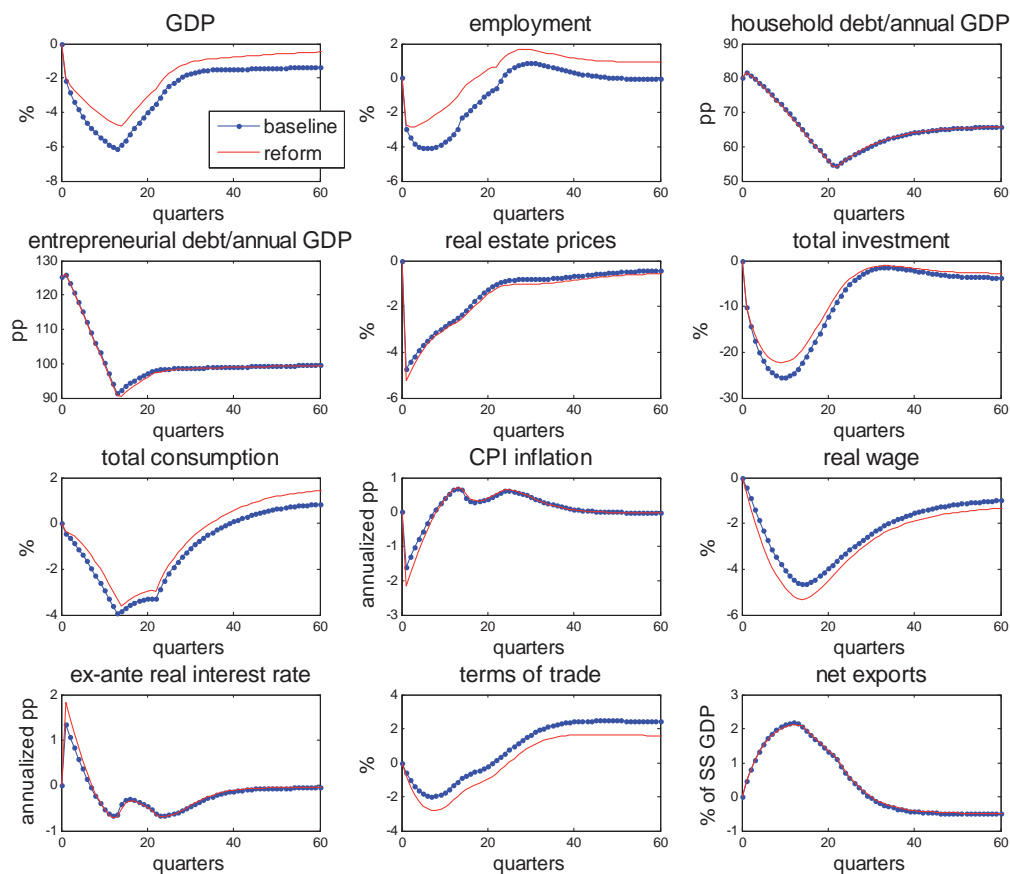 GDP
0
-2
-4
-6
-8
%
baseline
reform
0 20 40 60
quarters
employment
2
0
-2
-4
-6
%
0 20 40 60
quarters
household debt/annual GDP
90
80
70
60
50
pp
0 20 40 60
quarters
entrepreneurial debt/annual GDP
130
120
110
100
90
pp
0 20 40 60
quarters
real estate prices
0
-2
-4
-6
%
0 20 40 60
quarters
total investment
0
-10
-20
-30
%
0 20 40 60
quarters
total consumption
2
0
-2
-4
%
0 20 40 60
quarters
CPI inflation
1
0
-1
-2
-3
annualized pp
0 20 40 60
quarters
real wage
0
-2
-4
-6
%
0 20 40 60
quarters
ex-ante real interest rate
2
1
0
-1
annualized pp
0 20 40 60
quarters
terms of trade
4
2
0
-2
-4
%
0 20 40 60
quarters
net exports
3
2
1
0
-1
% of SS GDP
0 20 40 60
quarters